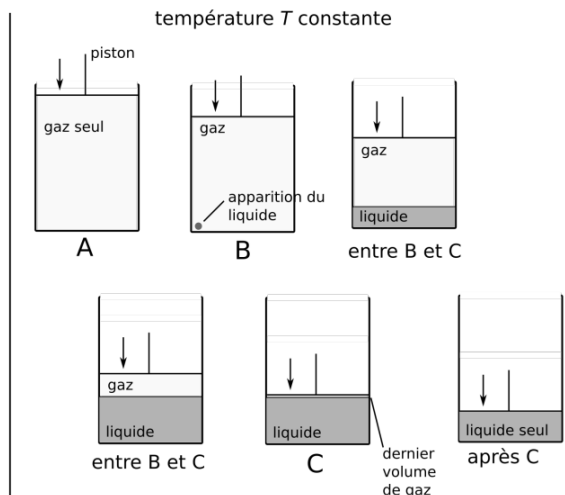 température T constante
piston
gaz seul
A
gaz
apparition du
liquide
B
gaz
liquide
entre B et C
gaz
liquide
entre B et C
liquide
C
dernier
volume
de gaz
liquide seul
après C